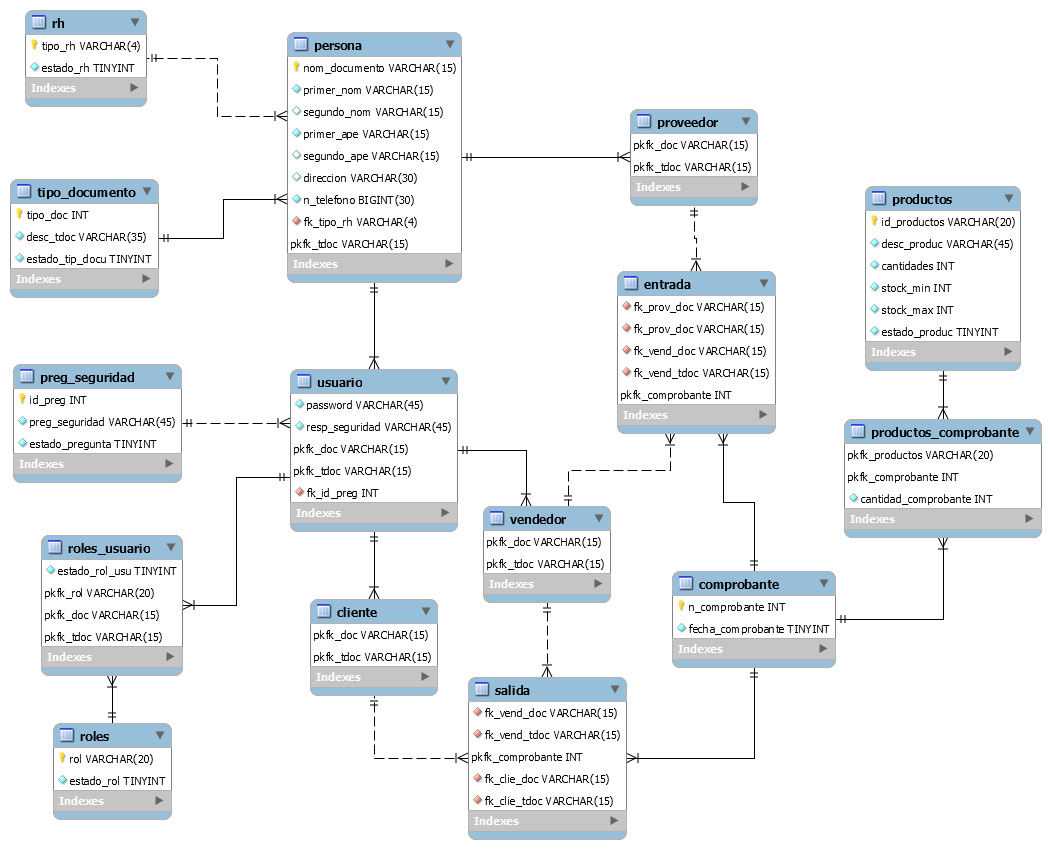 rh
tipo_rh VARCHAR(4)
estado_rh TINYINT
Indexes
persona
nom_documento VARCHAR(15)
primer_nom VARCHAR(15)
segundo_nom VARCHAR(15)
primer_ape VARCHAR(15)
segundo_ape VARCHAR(15)
direccion VARCHAR(30)
n_telefono BIGINT(30)
fk_tipo_rh VARCHAR(4)
pkfk_tdoc VARCHAR(15)
Indexes
proveedor
pkfk_doc VARCHAR(15)
pkfk_tdoc VARCHAR(15)
Indexes
tipo_documento
tipo_doc INT
desc_tdoc VARCHAR(35)
estado_tip_docu TINYINT
Indexes
productos
id_productos VARCHAR(20)
desc_produc VARCHAR(45)
cantidades INT
stock_min INT
stock_max INT
estado_produc TINYINT
Indexes
entrada
fk_prov_doc VARCHAR(15)
fk_prov_doc VARCHAR(15)
fk_vend_doc VARCHAR(15)
fk_vend_tdoc VARCHAR(15)
pkfk_comprobante INT
Indexes
preg_seguridad
id_preg INT
preg_seguridad VARCHAR(45)
estado_pregunta TINYINT
Indexes
usuario
password VARCHAR(45)
resp_seguridad VARCHAR(45)
pkfk_doc VARCHAR(15)
pkfk_tdoc VARCHAR(15)
fk_id_preg INT
Indexes
productos_comprobante
pkfk_productos VARCHAR(20)
pkfk_comprobante INT
cantidad_comprobante INT
Indexes
vendedor
pkfk_doc VARCHAR(15)
pkfk_tdoc VARCHAR(15)
Indexes
roles_usuario
estado_rol_usu TINYINT
pkfk_rol VARCHAR(20)
pkfk_doc VARCHAR(15)
pkfk_tdoc VARCHAR(15)
Indexes
comprobante
n_comprobante INT
fecha_comprobante TINYINT
Indexes
cliente
pkfk_doc VARCHAR(15)
pkfk_tdoc VARCHAR(15)
Indexes
salida
fk_vend_doc VARCHAR(15)
fk_vend_tdoc VARCHAR(15)
pkfk_comprobante INT
fk_clie_doc VARCHAR(15)
fk_clie_tdoc VARCHAR(15)
Indexes
roles
rol VARCHAR(20)
estado_rol TINYINT
Indexes